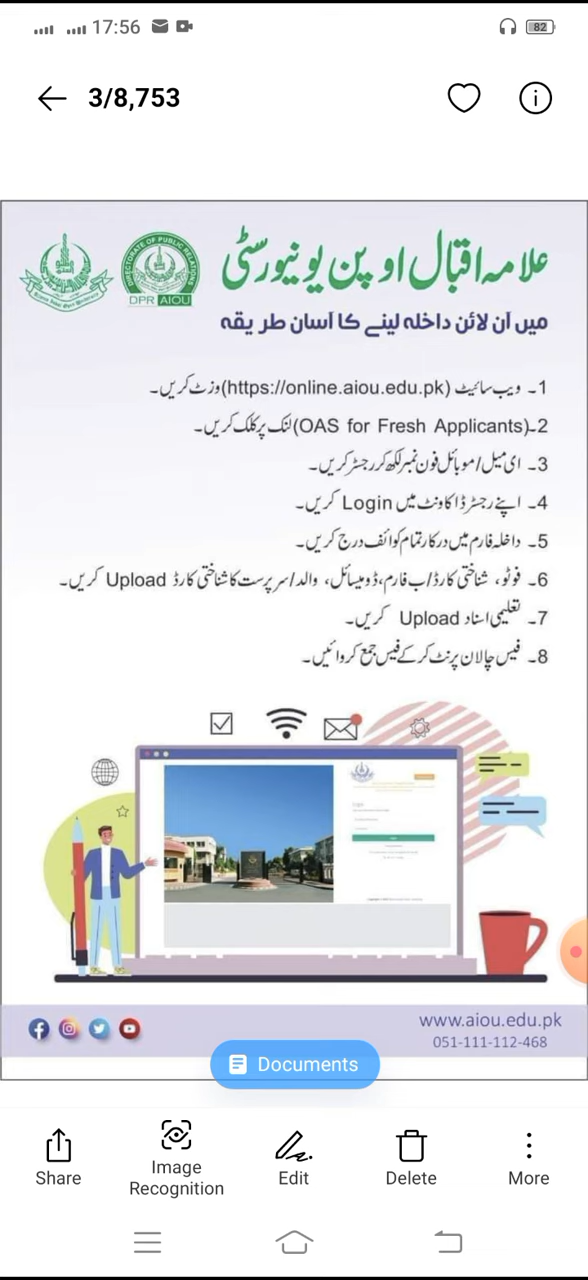 17:56
82
3/8,753
DIRECTORATE OF PUBLIC RELATIONS
DPR AIOU
علامہ اقبال اوپن یونیورسٹی
میں آن لائن داخلہ لینے کا آسان طریقہ
1۔ ویب سائیٹ (https://online.aiou.edu.pk) وزٹ کریں۔
2۔(OAS for Fresh Applicants) لنک پر کلک کریں۔
3۔ ای میل/موبائل فون نمبر لکھ کر رجسٹر کریں۔
4۔ اپنے رجسٹرڈ اکاونٹ میں Login کریں۔
5۔ داخلہ فارم میں درکار تمام کوائف درج کریں۔
6۔ فوٹو، شناختی کارڈ/ب فارم، ڈومیسائل، والد/سرپرست کا شناختی کارڈ Upload کریں۔
7۔ تعلیمی اسناد Upload کریں۔
8۔ فیس چالان پرنٹ کر کے فیس جمع کروائیں۔
www.aiou.edu.pk
051-111-112-468
Documents
Share
Image Recognition
Edit
Delete
More